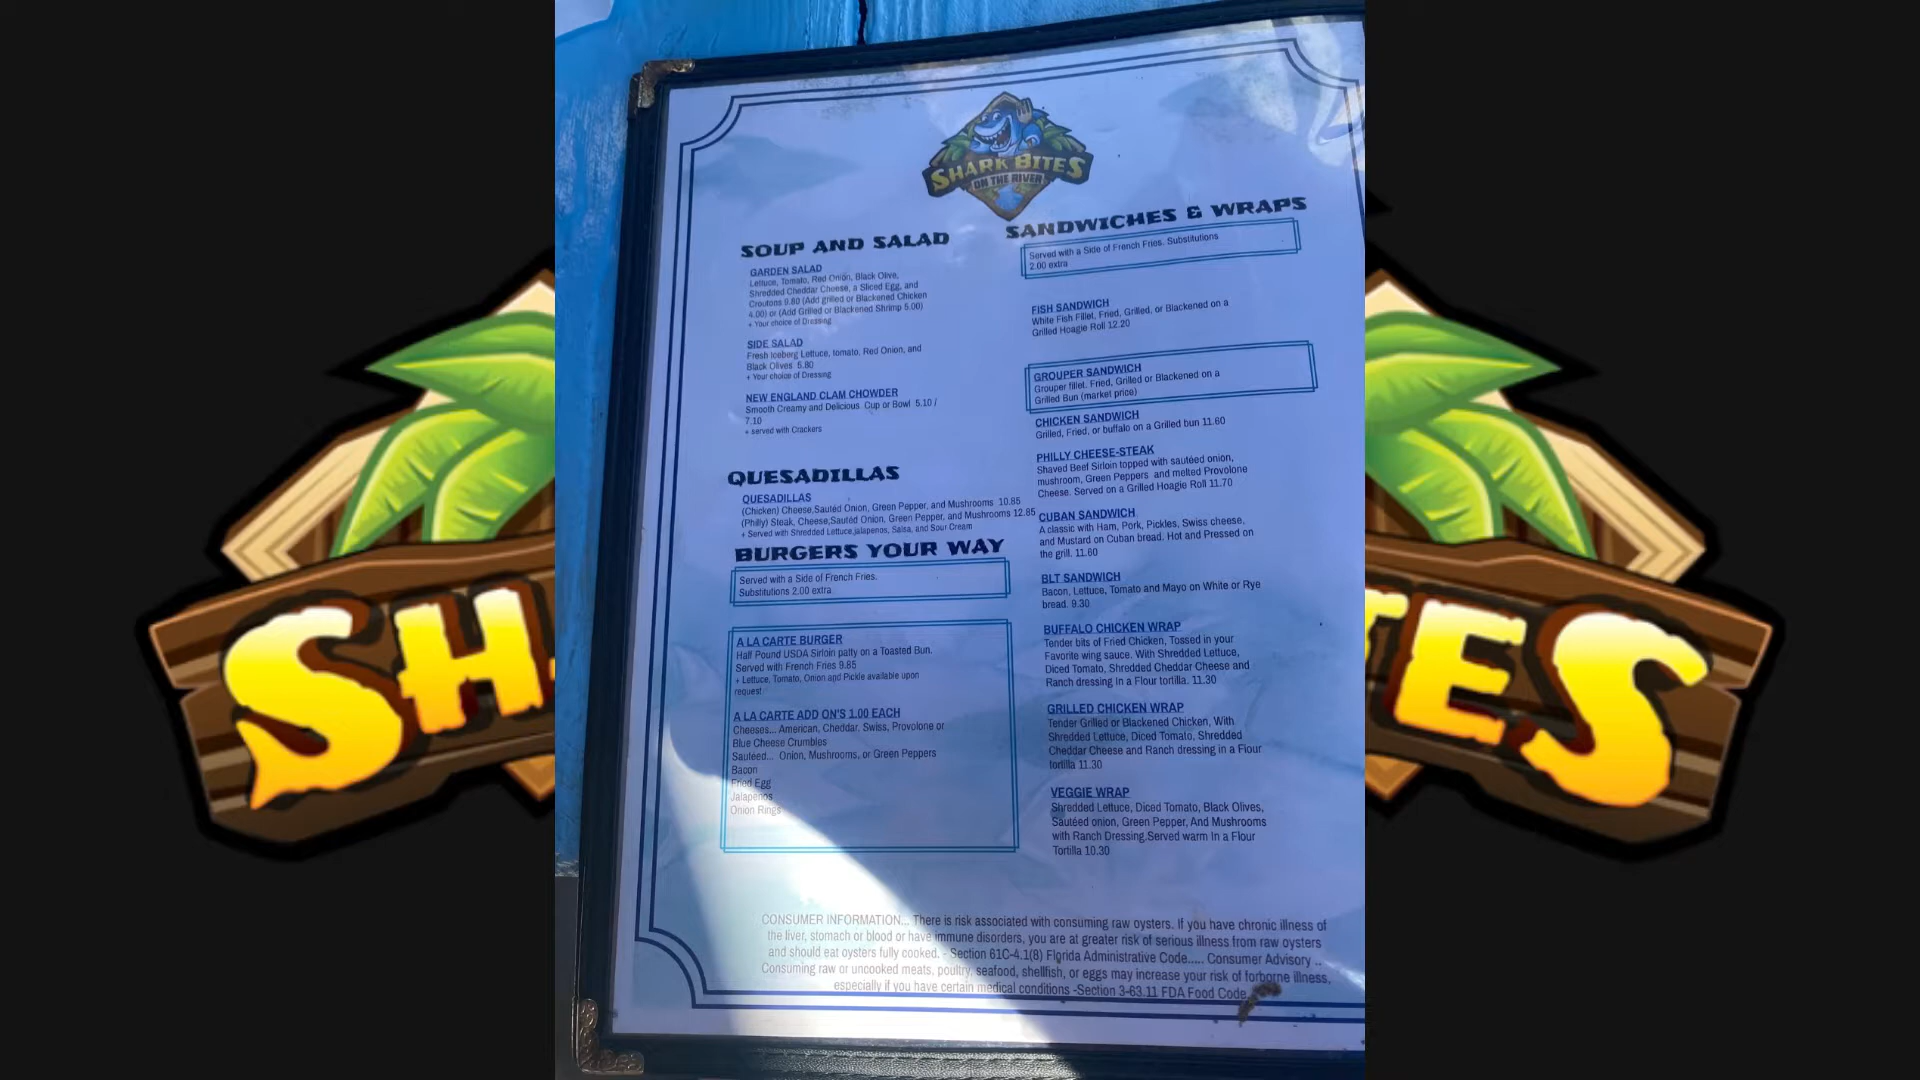 SHARK BITES
ON THE RIVER
SOUP AND SALAD
GARDEN SALAD
Lettuce, Tomato, Red Onion, Black Olive,
Shredded Cheddar Cheese, a Sliced Egg, and
Croutons 9.80 (Add grilled or Blackened Chicken
4.00) or (Add Grilled or Blackened Shrimp 5.00)
+ Your choice of Dressing
SIDE SALAD
Fresh Iceberg Lettuce, tomato, Red Onion, and
Black Olives 5.80
+ Your choice of Dressing
NEW ENGLAND CLAM CHOWDER
Smooth Creamy and Delicious Cup or Bowl 5.10 /
7.10
+ served with Crackers
QUESADILLAS
QUESADILLAS
(Chicken) Cheese,Sautéd Onion, Green Pepper, and Mushrooms 10.85
(Philly) Steak, Cheese,Sautéd Onion, Green Pepper, and Mushrooms 12.85
+ Served with Shredded Lettuce,jalapenos, Salsa, and Sour Cream
BURGERS YOUR WAY
Served with a Side of French Fries.
Substitutions 2.00 extra
A LA CARTE BURGER
Half Pound USDA Sirloin patty on a Toasted Bun.
Served with French Fries 9.85
+ Lettuce, Tomato, Onion and Pickle available upon
request
A LA CARTE ADD ON'S 1.00 EACH
Cheeses... American, Cheddar, Swiss, Provolone or
Blue Cheese Crumbles
Sautéed... Onion, Mushrooms, or Green Peppers
Bacon
Fried Egg
Jalapenos
Onion Rings
SANDWICHES & WRAPS
Served with a Side of French Fries. Substitutions
2.00 extra
FISH SANDWICH
White Fish Fillet, Fried, Grilled, or Blackened on a
Grilled Hoagie Roll 12.20
GROUPER SANDWICH
Grouper fillet. Fried, Grilled or Blackened on a
Grilled Bun (market price)
CHICKEN SANDWICH
Grilled, Fried, or buffalo on a Grilled bun 11.60
PHILLY CHEESE-STEAK
Shaved Beef Sirloin topped with sautéed onion,
mushroom, Green Peppers and melted Provolone
Cheese. Served on a Grilled Hoagie Roll 11.70
CUBAN SANDWICH
A classic with Ham, Pork, Pickles, Swiss cheese,
and Mustard on Cuban bread. Hot and Pressed on
the grill. 11.60
BLT SANDWICH
Bacon, Lettuce, Tomato and Mayo on White or Rye
bread. 9.30
BUFFALO CHICKEN WRAP
Tender bits of Fried Chicken, Tossed in your
Favorite wing sauce. With Shredded Lettuce,
Diced Tomato, Shredded Cheddar Cheese and
Ranch dressing In a Flour tortilla. 11.30
GRILLED CHICKEN WRAP
Tender Grilled or Blackened Chicken, With
Shredded Lettuce, Diced Tomato, Shredded
Cheddar Cheese and Ranch dressing in a Flour
tortilla 11.30
VEGGIE WRAP
Shredded Lettuce, Diced Tomato, Black Olives,
Sautéed onion, Green Pepper, And Mushrooms
with Ranch Dressing.Served warm In a Flour
Tortilla 10.30
CONSUMER INFORMATION... There is risk associated with consuming raw oysters. If you have chronic illness of
the liver, stomach or blood or have immune disorders, you are at greater risk of serious illness from raw oysters
and should eat oysters fully cooked. - Section 61C-4.1(8) Florida Administrative Code..... Consumer Advisory ..
Consuming raw or uncooked meats, poultry, seafood, shellfish, or eggs may increase your risk of forborne illness,
especially if you have certain medical conditions -Section 3-63.11 FDA Food Code
SH
TES